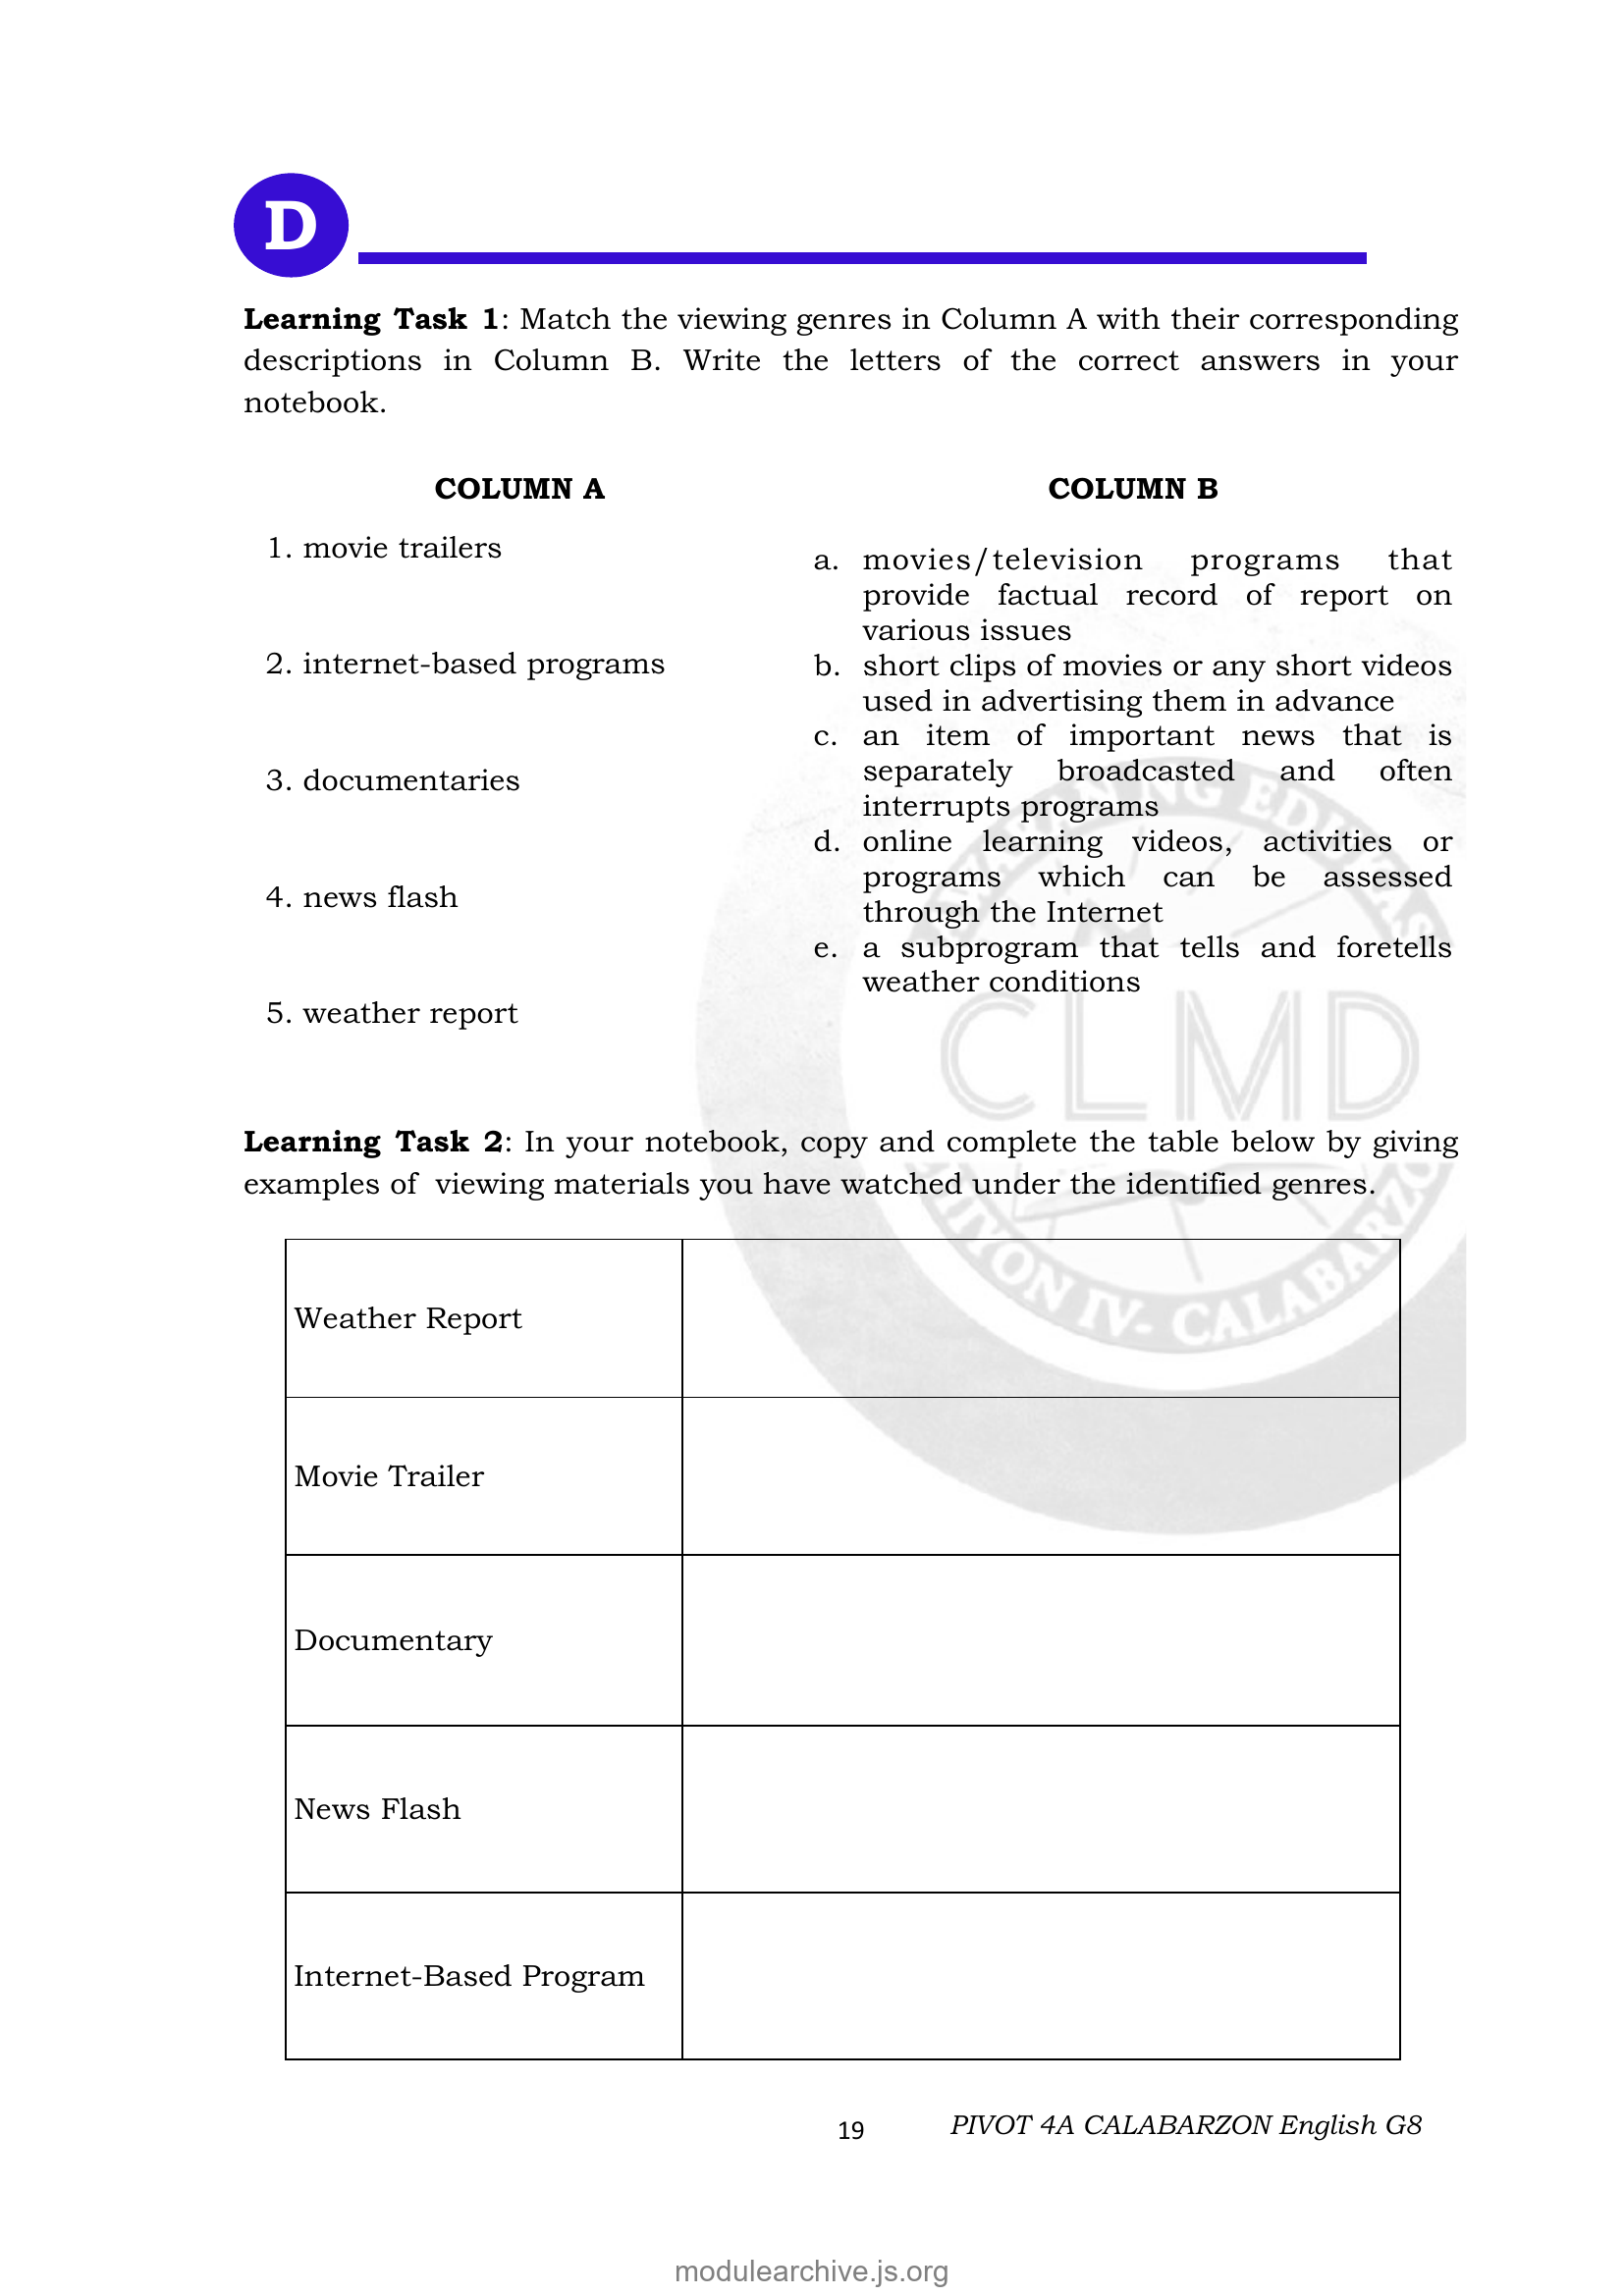 D
Learning Task 1: Match the viewing genres in Column A with their corresponding
descriptions in Column B. Write the letters of the correct answers in your
notebook.
COLUMN A
1. movie trailers
2. internet-based programs
3. documentaries
4. news flash
5. weather report
COLUMN B
a. movies/television programs that
provide factual record of report on
various issues
b. short clips of movies or any short videos
used in advertising them in advance
c. an item of important news that is
separately broadcasted and often
interrupts programs
d. online learning videos, activities or
programs which can be assessed
through the Internet
e. a subprogram that tells and foretells
weather conditions
NG
CLMD
IV- CALABARZO
Learning Task 2: In your notebook, copy and complete the table below by giving
examples of viewing materials you have watched under the identified genres.
Weather Report
Movie Trailer
Documentary
News Flash
Internet-Based Program
19
PIVOT 4A CALABARZON English G8
modulearchive.js.org